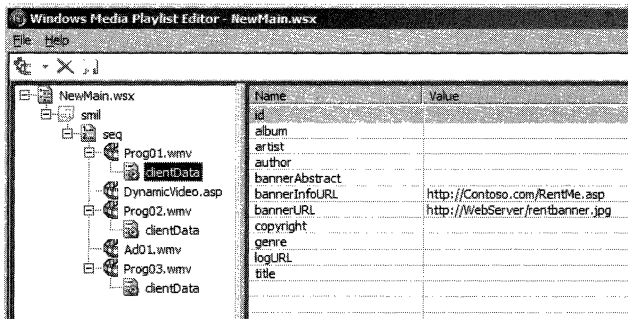 Windows Media Playlist Editor - NewMain.wsx
File Help
NewMain.wsx
smil
seq
Prog01.wmv
clientData
DynamicVideo.asp
Prog02.wmv
clientData
Ad01.wmv
Prog03.wmv
clientData
Name Value
id
album
artist
author
bannerAbstract
bannerInfoURL http://Contoso.com/RentMe.asp
bannerURL http://WebServer/rentbanner.jpg
copyright
genre
logURL
title